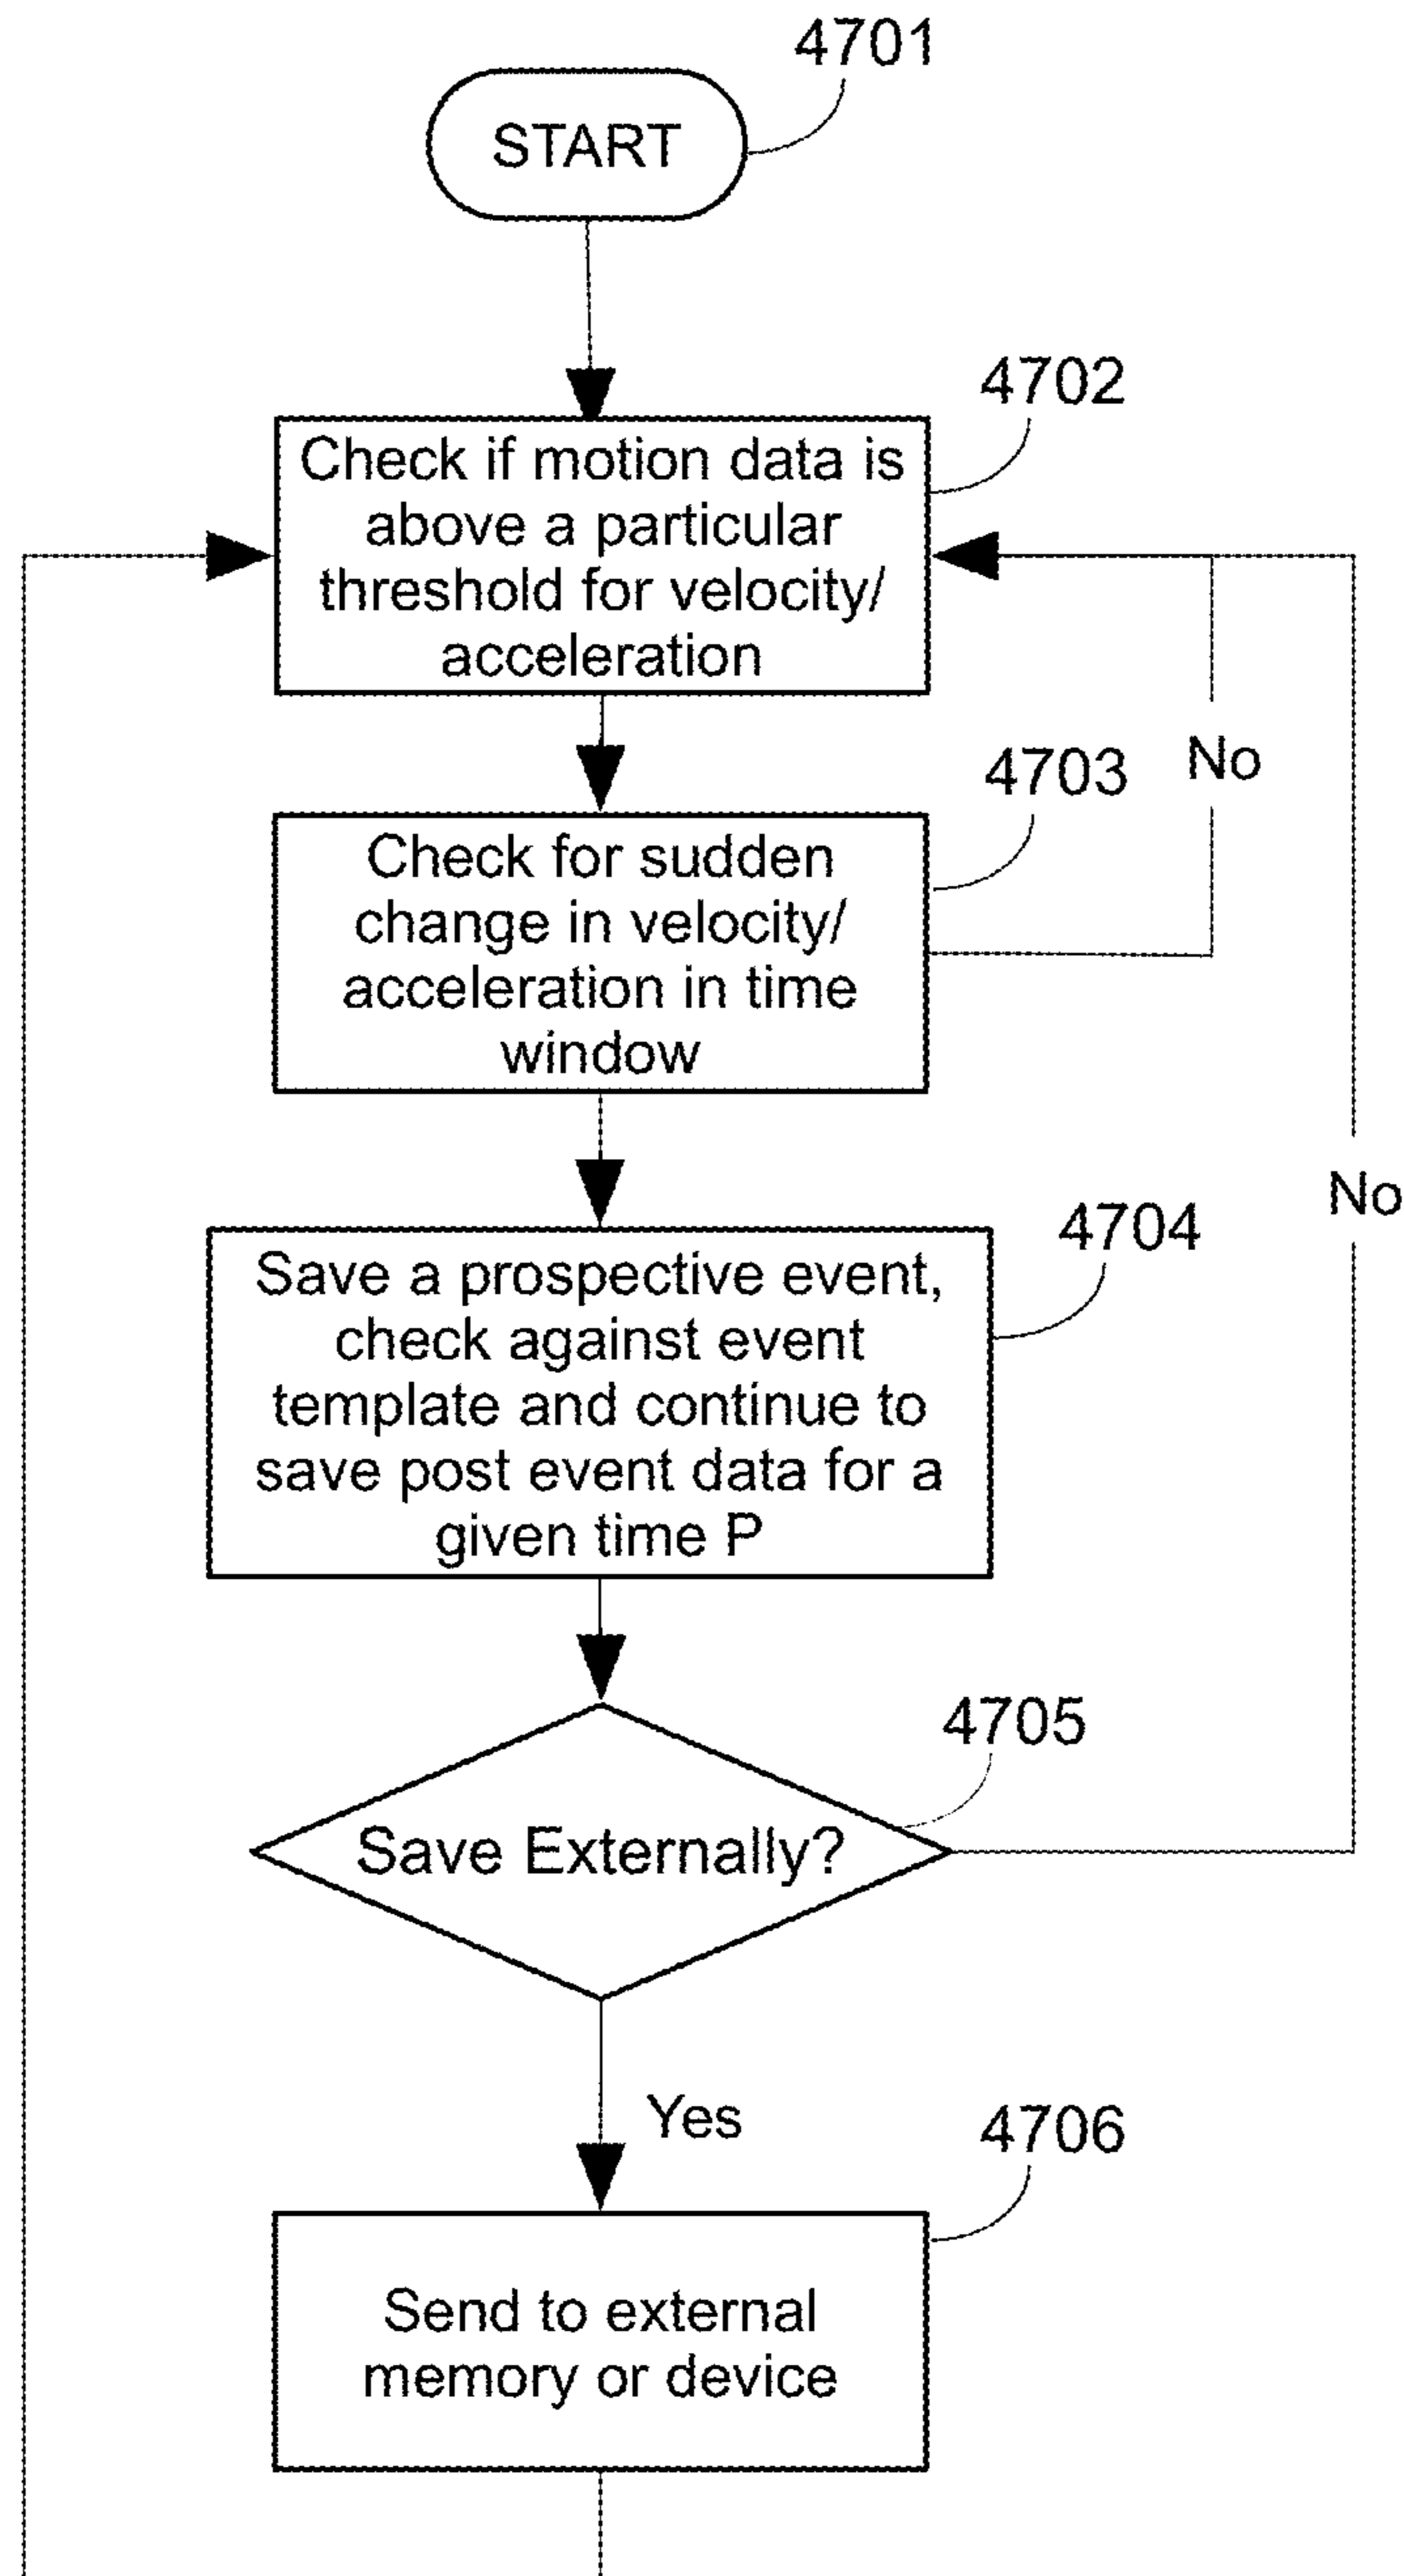 4701
START
4702
Check if motion data is
above a particular
threshold for velocity/
acceleration
No
4703
Check for sudden
change in velocity/
acceleration in time
window
No
4704
Save a prospective event,
check against event
template and continue to
save post event data for a
given time P
4705
Save Externally?
Yes
4706
Send to external
memory or device